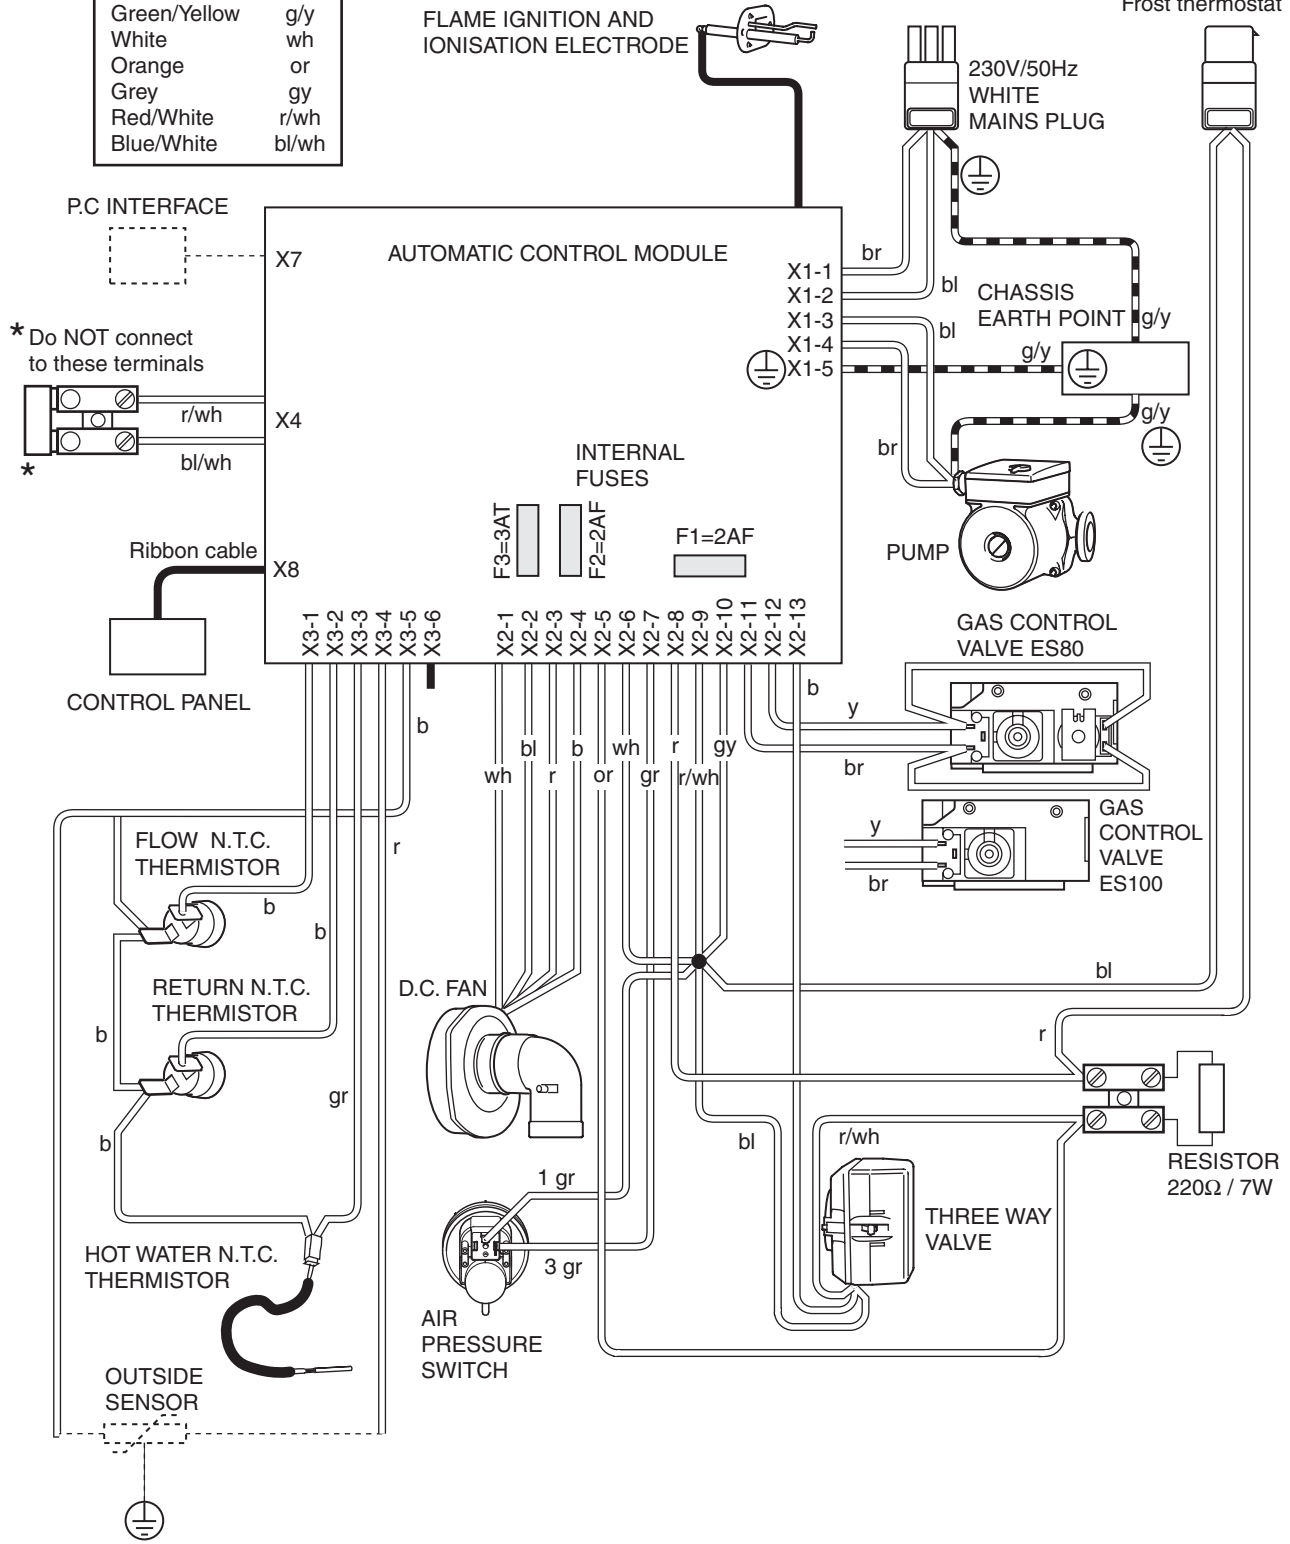 Green/Yellow g/y
White wh
Orange or
Grey gy
Red/White r/wh
Blue/White bl/wh
FLAME IGNITION AND
IONISATION ELECTRODE
230V/50Hz
WHITE
MAINS PLUG
Frost thermostat
P.C INTERFACE
X7
AUTOMATIC CONTROL MODULE
X1-1
X1-2
X1-3
X1-4
X1-5
br
bl
bl
br
CHASSIS
EARTH POINT
g/y
g/y
g/y
* Do NOT connect
to these terminals
r/wh
X4
bl/wh
*
INTERNAL
FUSES
F3=3AT
F2=2AF
F1=2AF
PUMP
Ribbon cable
X8
CONTROL PANEL
X3-1
X3-2
X3-3
X3-4
X3-5
X3-6
X2-1
X2-2
X2-3
X2-4
X2-5
X2-6
X2-7
X2-8
X2-9
X2-10
X2-11
X2-12
X2-13
GAS CONTROL
VALVE ES80
b
b
y
br
bl
b
wh
r
gy
wh
r
or
gr
r/wh
y
br
GAS
CONTROL
VALVE
ES100
FLOW N.T.C.
THERMISTOR
r
b
b
RETURN N.T.C.
THERMISTOR
D.C. FAN
bl
b
r
gr
b
bl
r/wh
RESISTOR
220Ω / 7W
1 gr
3 gr
THREE WAY
VALVE
HOT WATER N.T.C.
THERMISTOR
AIR
PRESSURE
SWITCH
OUTSIDE
SENSOR